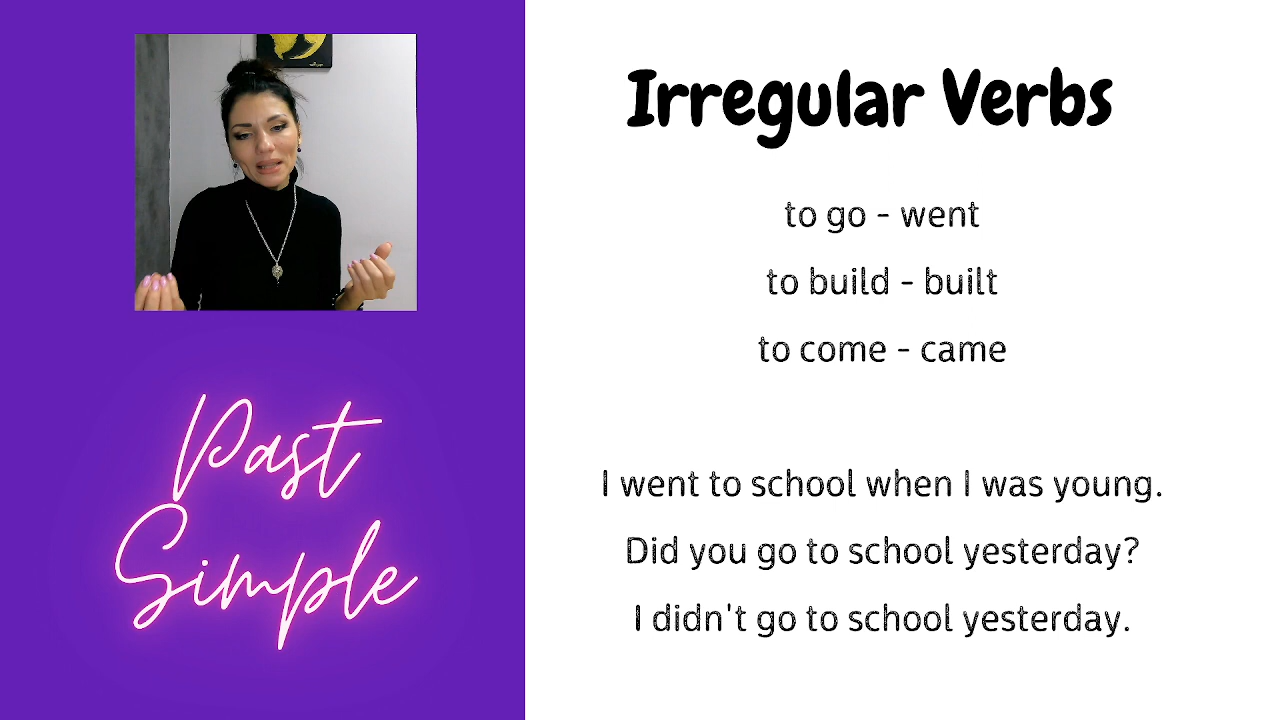 Irregular Verbs
to go - went
to build - built
to come - came
I went to school when I was young.
Did you go to school yesterday?
I didn't go to school yesterday.
Past
Simple